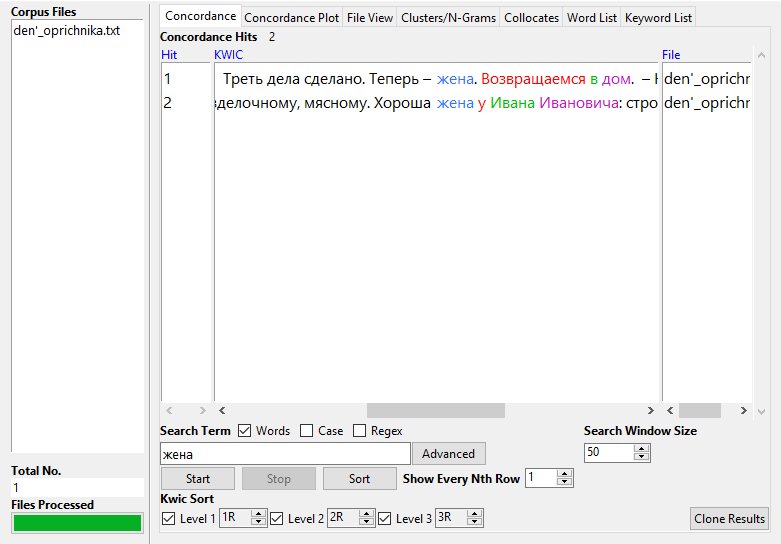 Corpus Files
den'_oprichnika.txt
Total No.
1
Files Processed
Concordance Concordance Plot File View Clusters/N-Grams Collocates Word List Keyword List
Concordance Hits 2
Hit KWIC File
1 Треть дела сделано. Теперь – жена. Возвращаемся в дом. – den'_oprichn
2 делочному, мясному. Хороша жена у Ивана Ивановича: стро den'_oprichn
Search Term Words Case Regex Search Window Size
жена Advanced 50
Start Stop Sort Show Every Nth Row 1
Kwic Sort
Level 1 1R Level 2 2R Level 3 3R Clone Results